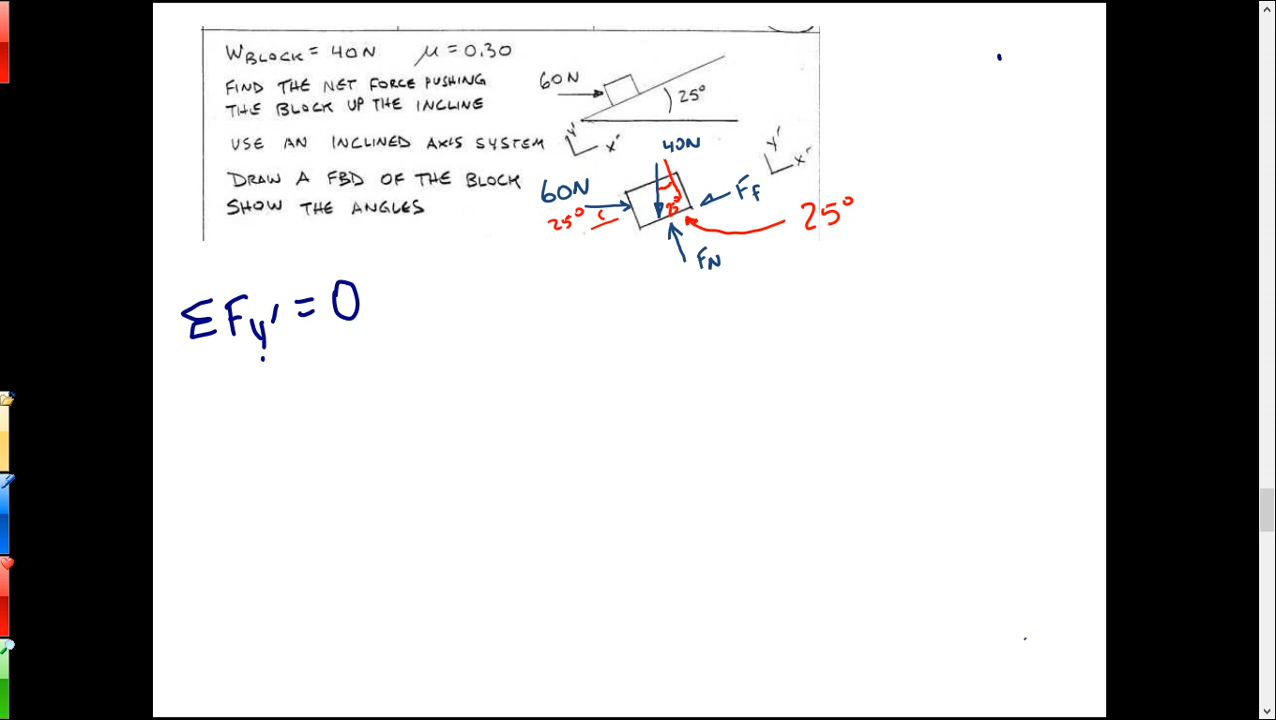 WBLOCK = 40N μ = 0.30
FIND THE NET FORCE PUSHING
THE BLOCK UP THE INCLINE
60N
25°
USE AN INCLINED AXIS SYSTEM
Y'
X'
DRAW A FBD OF THE BLOCK
SHOW THE ANGLES
40N
Y'
X'
60N
Ff
25°
25°
25°
FN
ΣFy' = 0